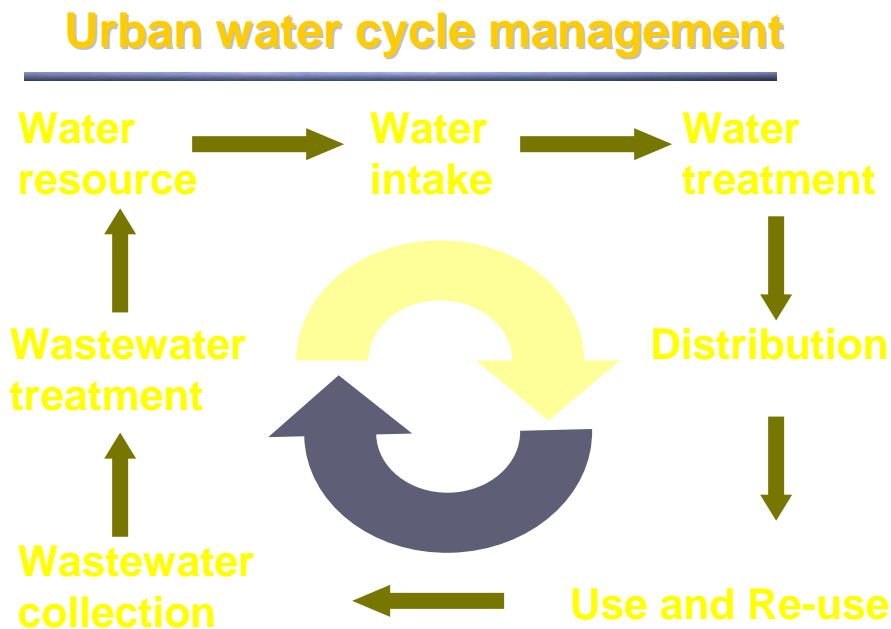 Urban water cycle management
Water
resource
Water
intake
Water
treatment
Wastewater
treatment
Distribution
Wastewater
collection
Use and Re-use